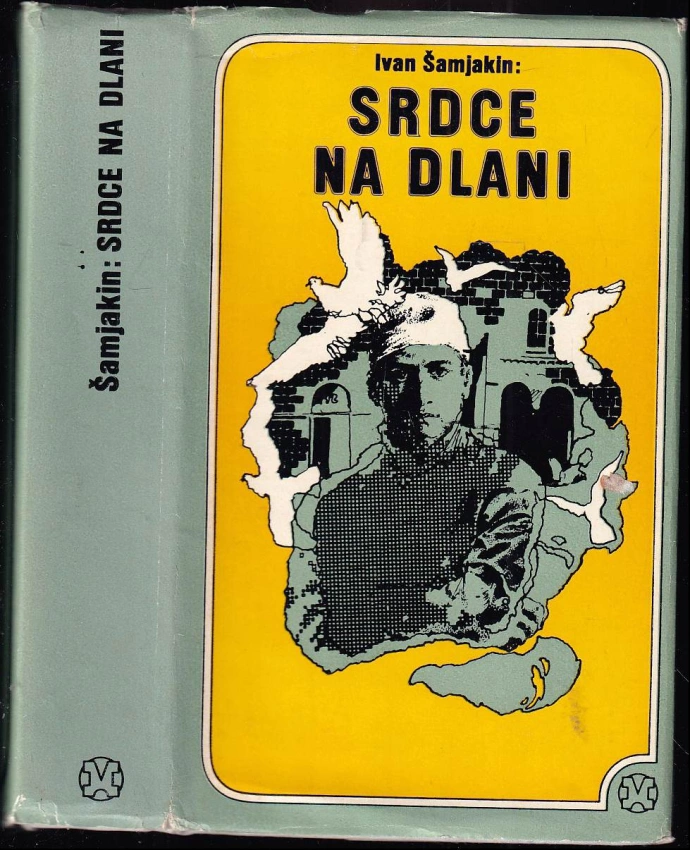 Šamjakin: SRDCE NA DLANI
Ivan Šamjakin:
SRDCE
NA DLANI